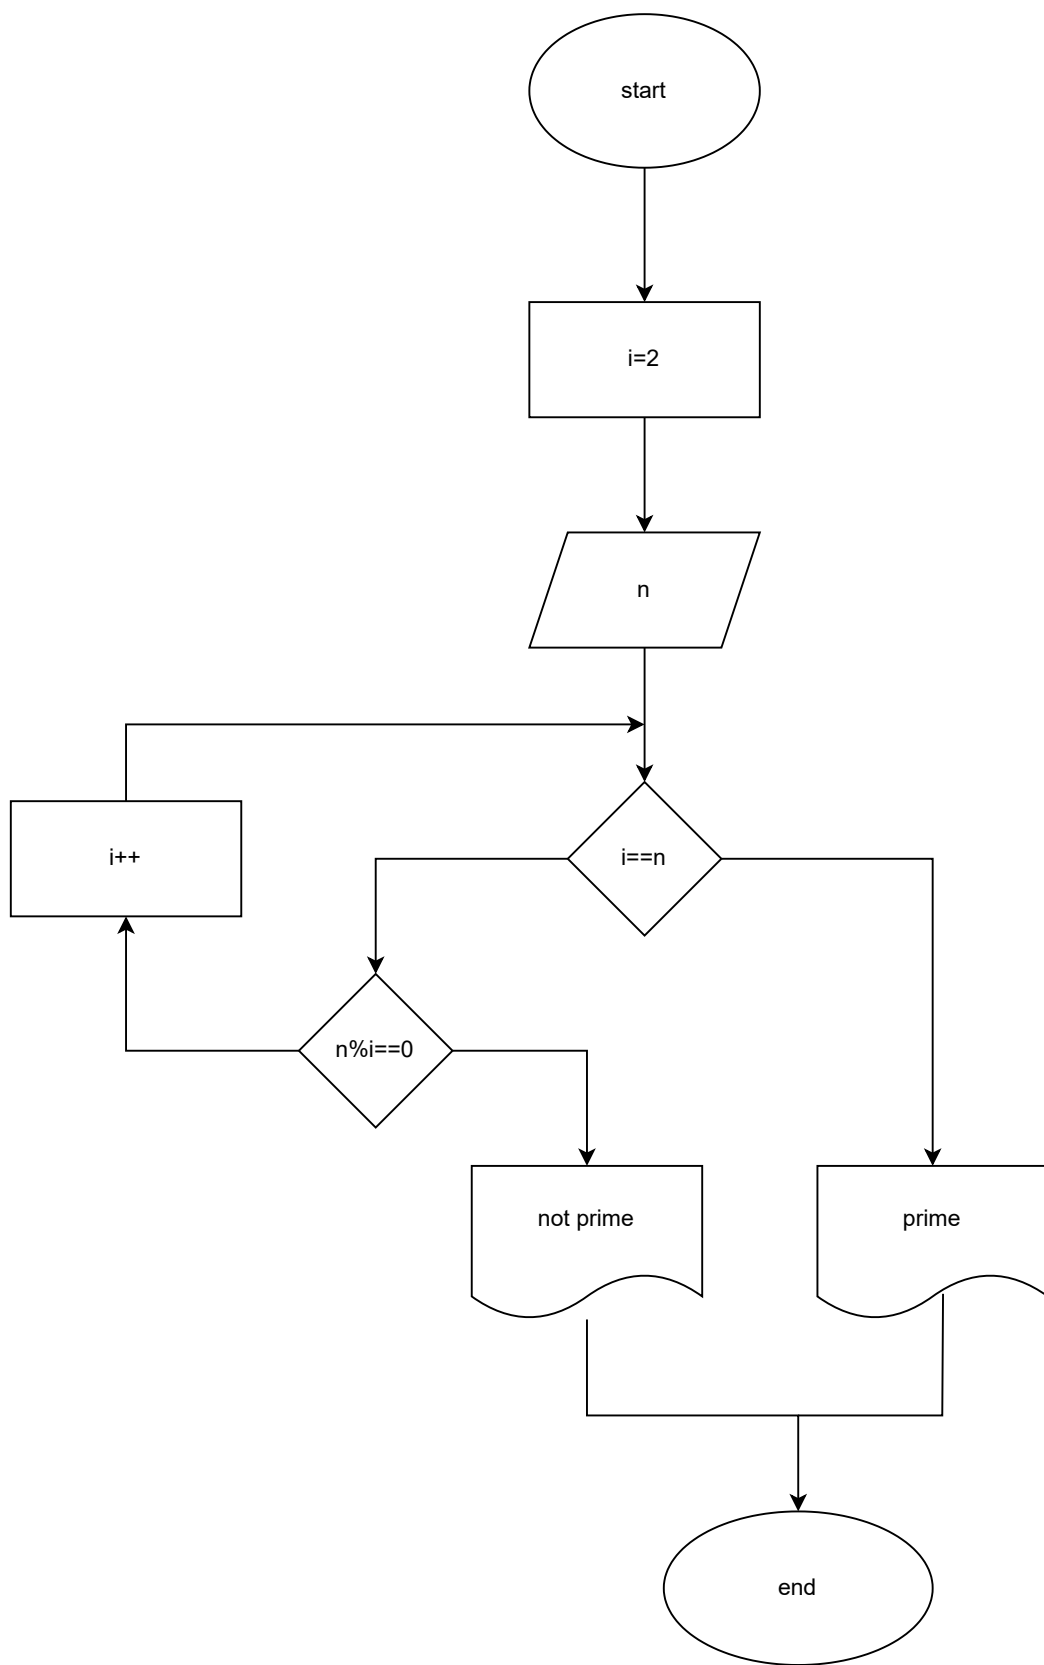 start
i=2
n
i++
i==n
n%i==0
not prime
prime
end